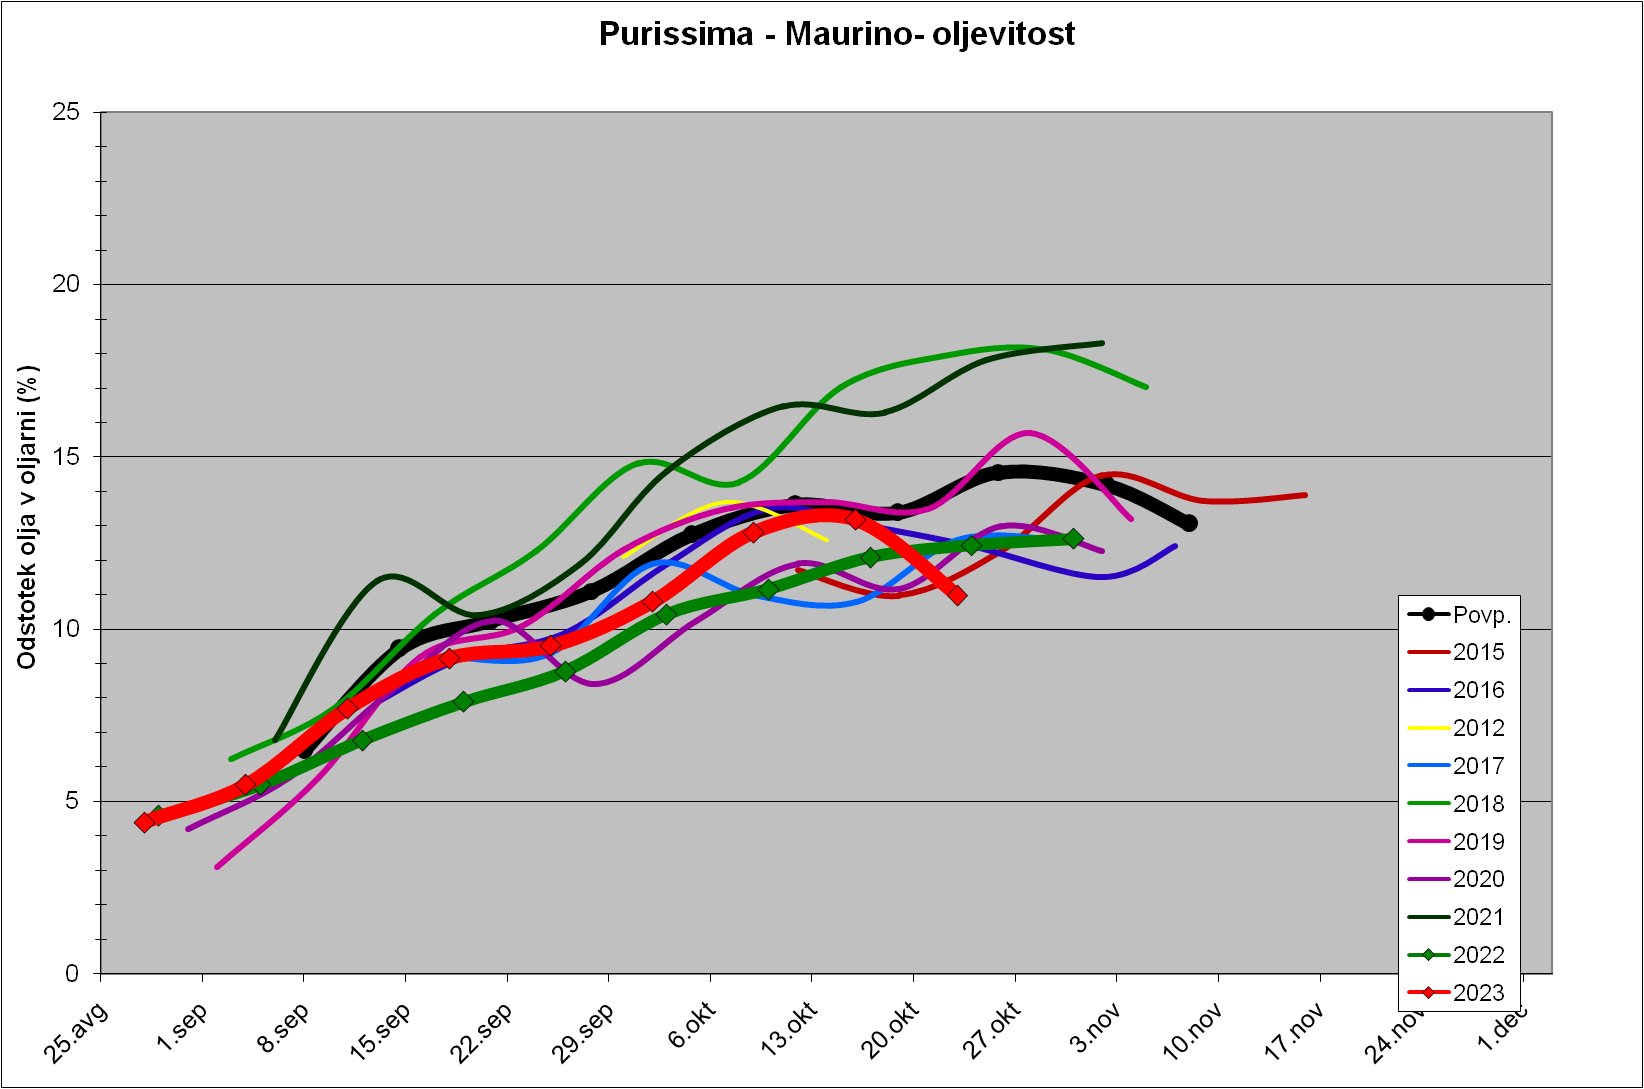 Purissima - Maurino- oljevitost
Odstotek olja v oljarni (%)
25
20
15
10
5
0
25.avg
1.sep
8.sep
15.sep
22.sep
29.sep
6.okt
13.okt
20.okt
27.okt
3.nov
10.nov
17.nov
24.nov
1.dec
Povp.
2015
2016
2012
2017
2018
2019
2020
2021
2022
2023